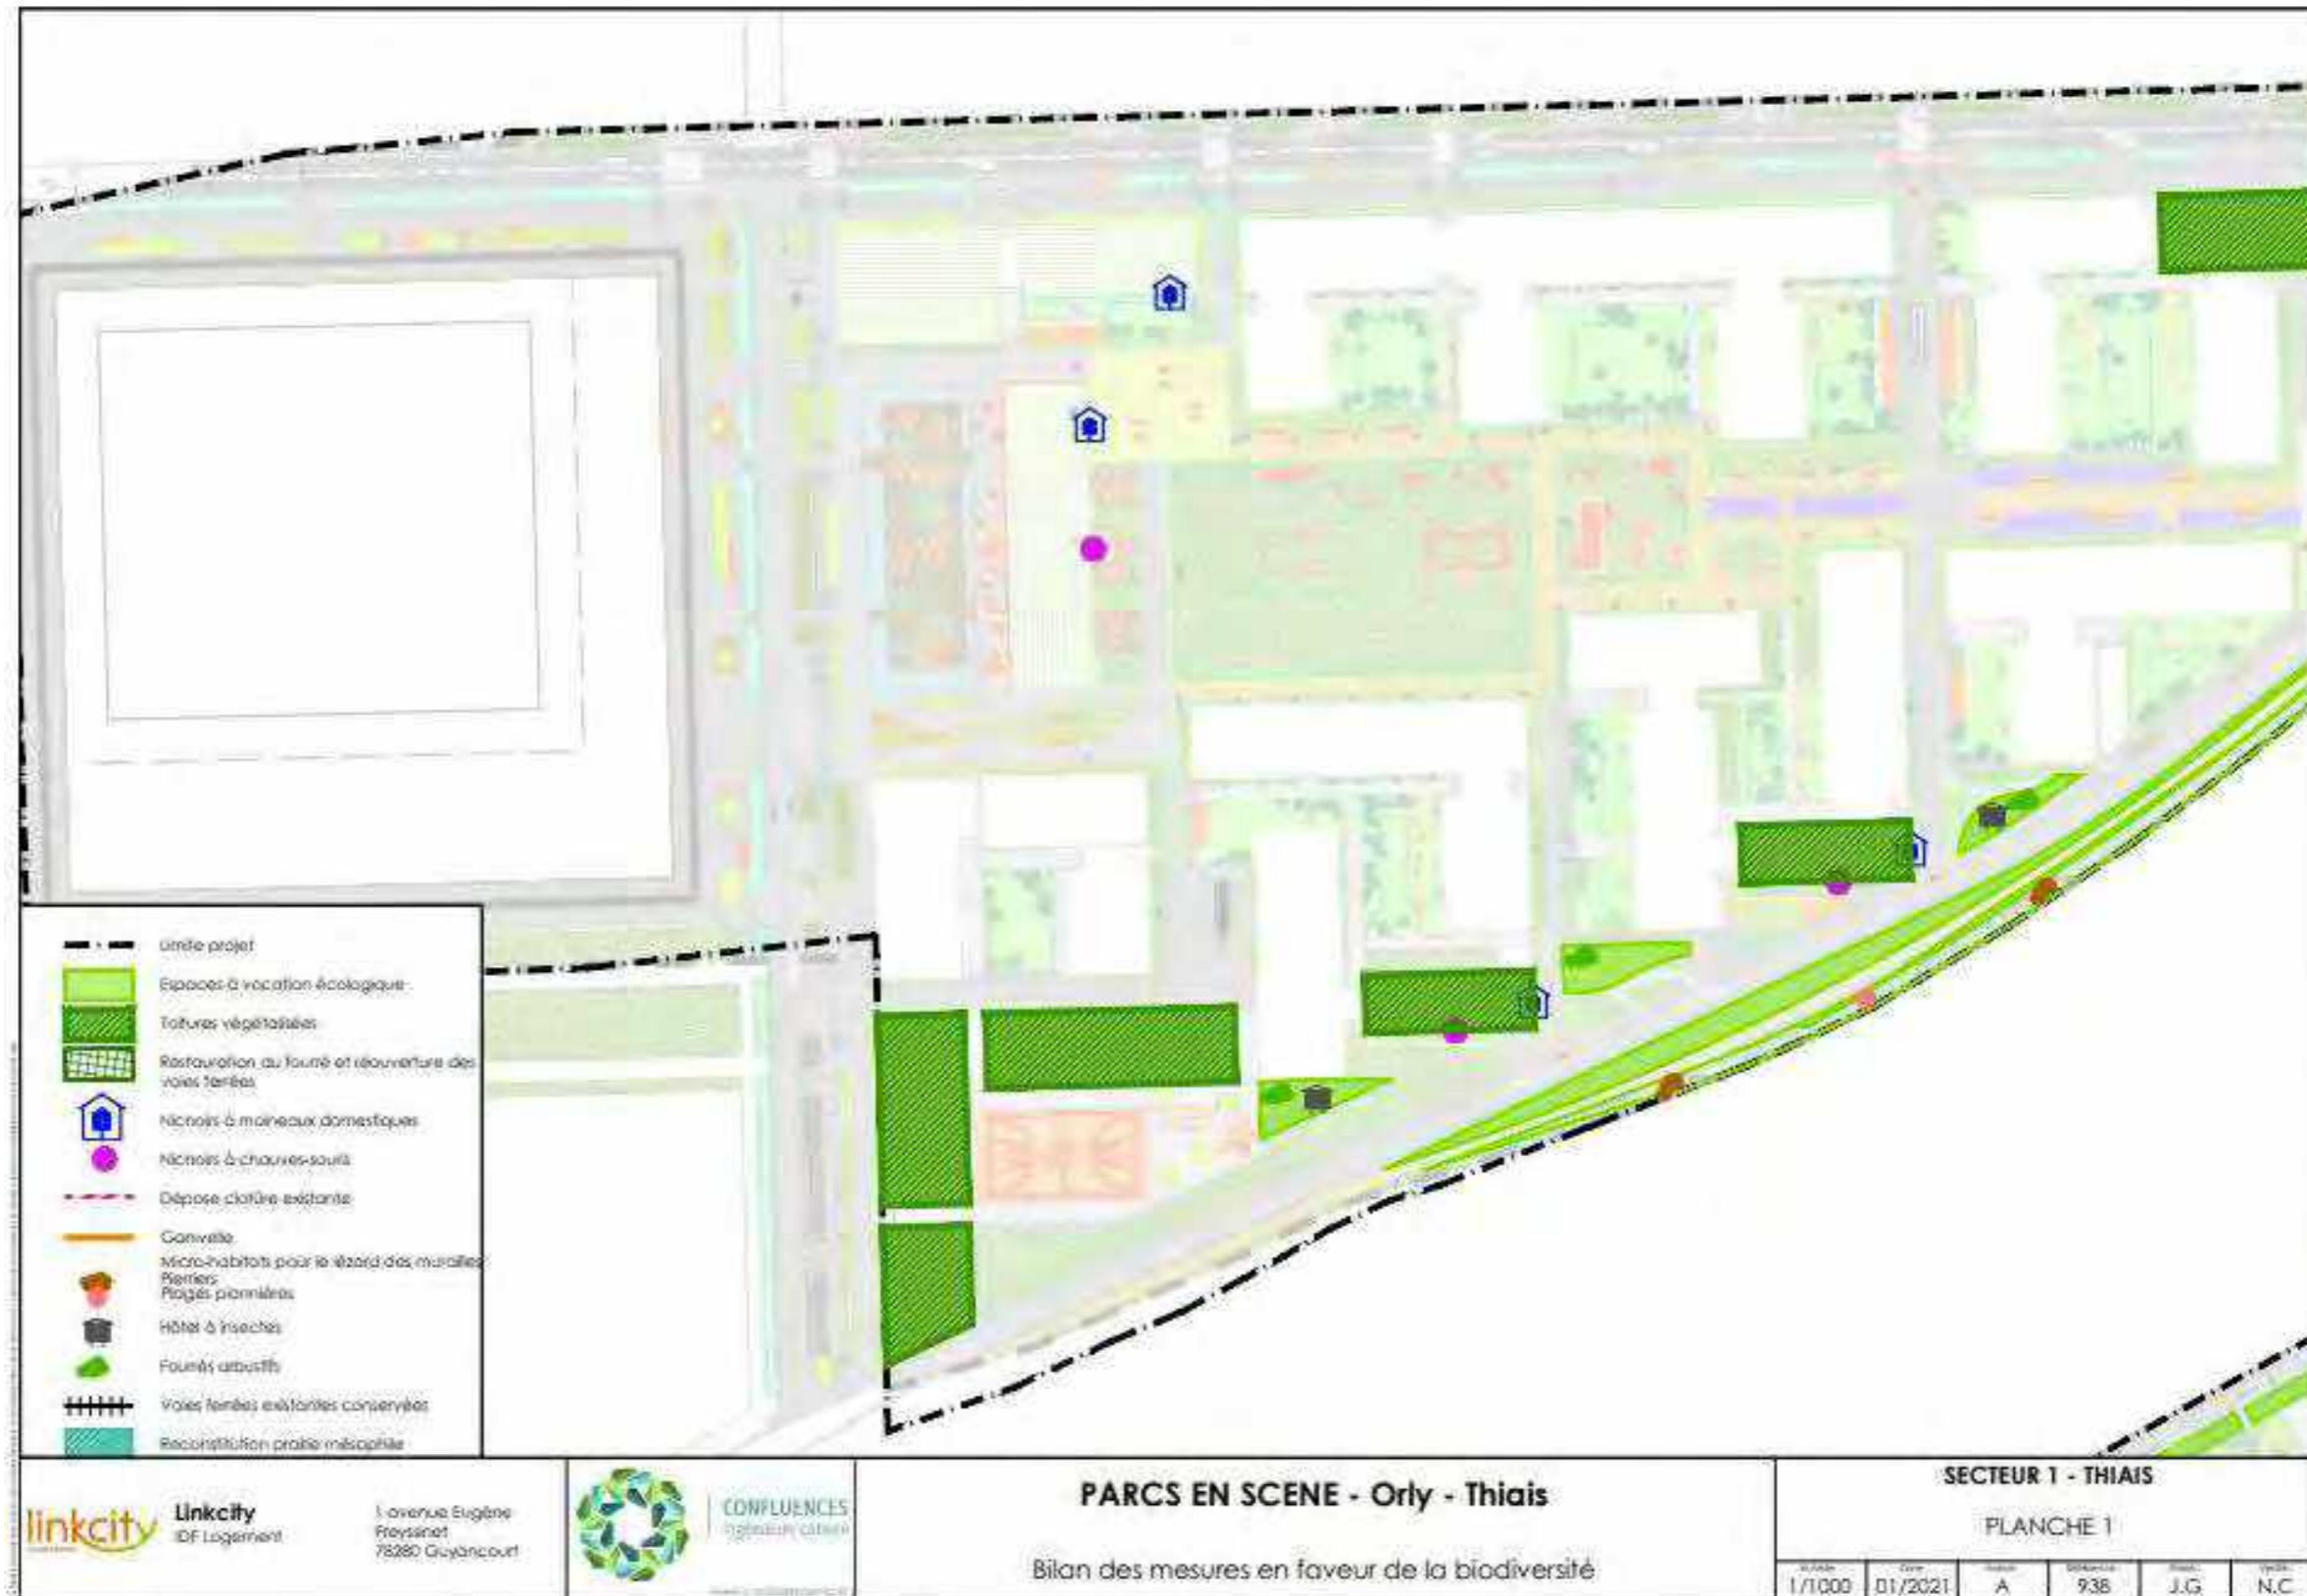 Limite projet
Espaces à vocation écologique
Toitures végétalisées
Restauration du fourré et réouverture des
voies ferrées
Nichoirs à moineaux domestiques
Nichoirs à chauves-souris
Dépose clotûre existante
Ganivelle
Micro-habitats pour le lézard des murailles
Pierriers
Plages pionnières
Hôtel à insectes
Fourrés arbustifs
Voies ferrées existantes conservées
Reconstitution prairie mésophile
linkcity
Linkcity
IDF Logement
1 avenue Eugène
Freyssinet
78280 Guyancourt
CONFLUENCES
PARCS EN SCENE - Orly - Thiais
Bilan des mesures en faveur de la biodiversité
SECTEUR 1 - THIAIS
PLANCHE 1
1/1000 01/2021 A 938 J.G N.C